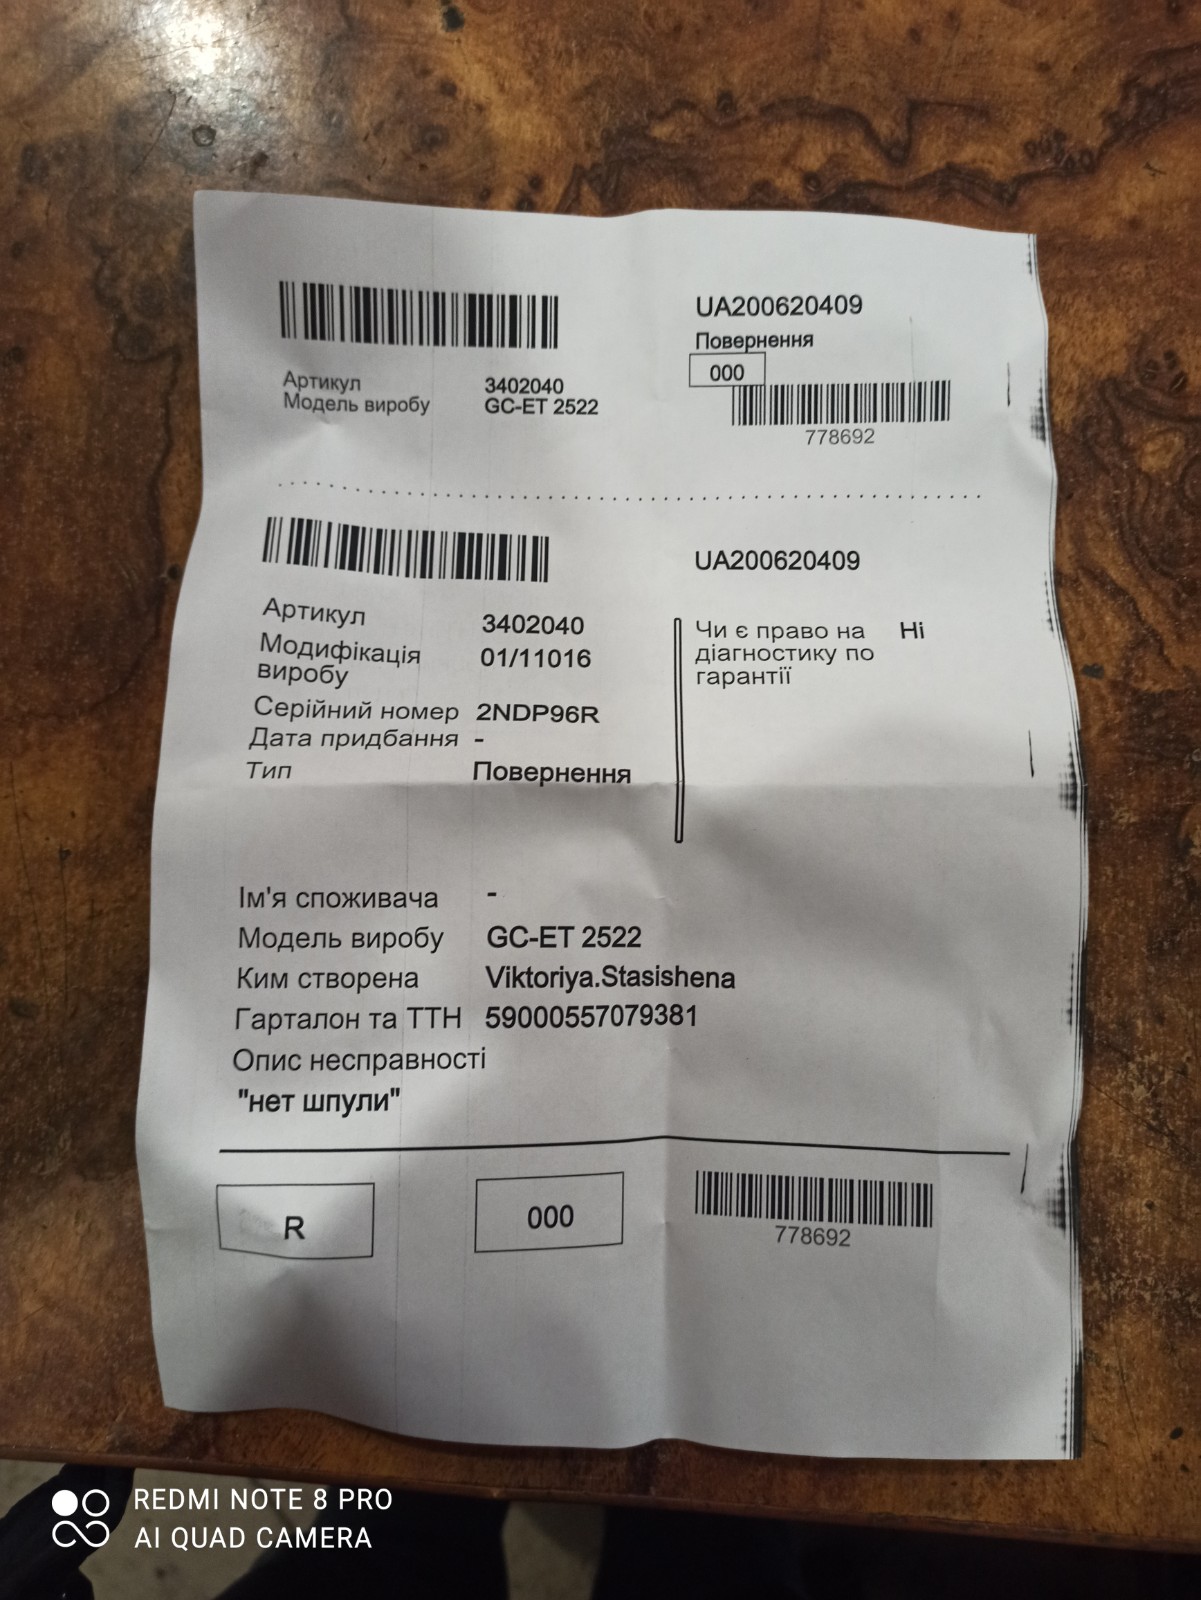 UA200620409
Повернення
000
Артикул 3402040
Модель виробу GC-ET 2522
778692
UA200620409
Артикул 3402040
Модифікація виробу 01/11016
Серійний номер 2NDP96R
Дата придбання -
Тип Повернення
Чи є право на Ні
діагностику по
гарантії
Ім'я споживача -
Модель виробу GC-ET 2522
Ким створена Viktoriya.Stasishena
Гарталон та ТТН 59000557079381
Опис несправності
"нет шпули"
R 000
778692
REDMI NOTE 8 PRO
AI QUAD CAMERA